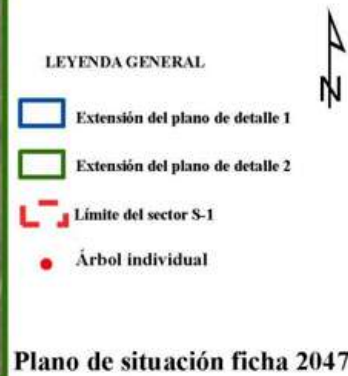 N
LEYENDA GENERAL
Extensión del plano de detalle 1
Extensión del plano de detalle 2
Límite del sector S-1
Árbol individual
Plano de situación ficha 2047